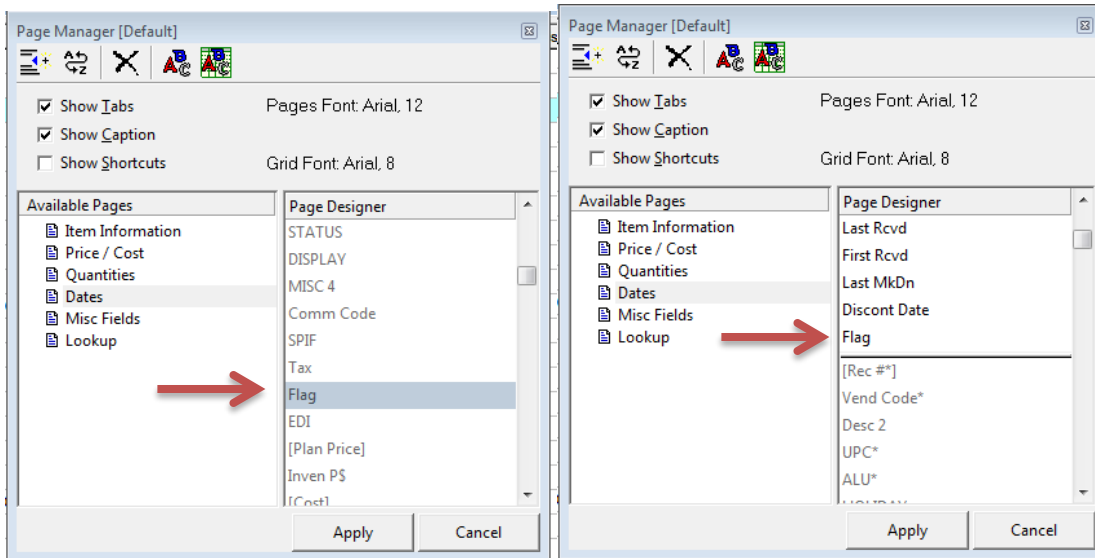 Page Manager [Default]
Show Tabs
Pages Font: Arial, 12
Show Caption
Show Shortcuts
Grid Font: Arial, 8
Available Pages
Item Information
Price / Cost
Quantities
Dates
Misc Fields
Lookup
Page Designer
STATUS
DISPLAY
MISC 4
Comm Code
SPIF
Tax
Flag
EDI
[Plan Price]
Inven P$
[Cost]
Apply
Cancel
Page Manager [Default]
Show Tabs
Pages Font: Arial, 12
Show Caption
Show Shortcuts
Grid Font: Arial, 8
Available Pages
Item Information
Price / Cost
Quantities
Dates
Misc Fields
Lookup
Page Designer
Last Rcvd
First Rcvd
Last MkDn
Discont Date
Flag
[Rec #*]
Vend Code*
Desc 2
UPC*
ALU*
Apply
Cancel